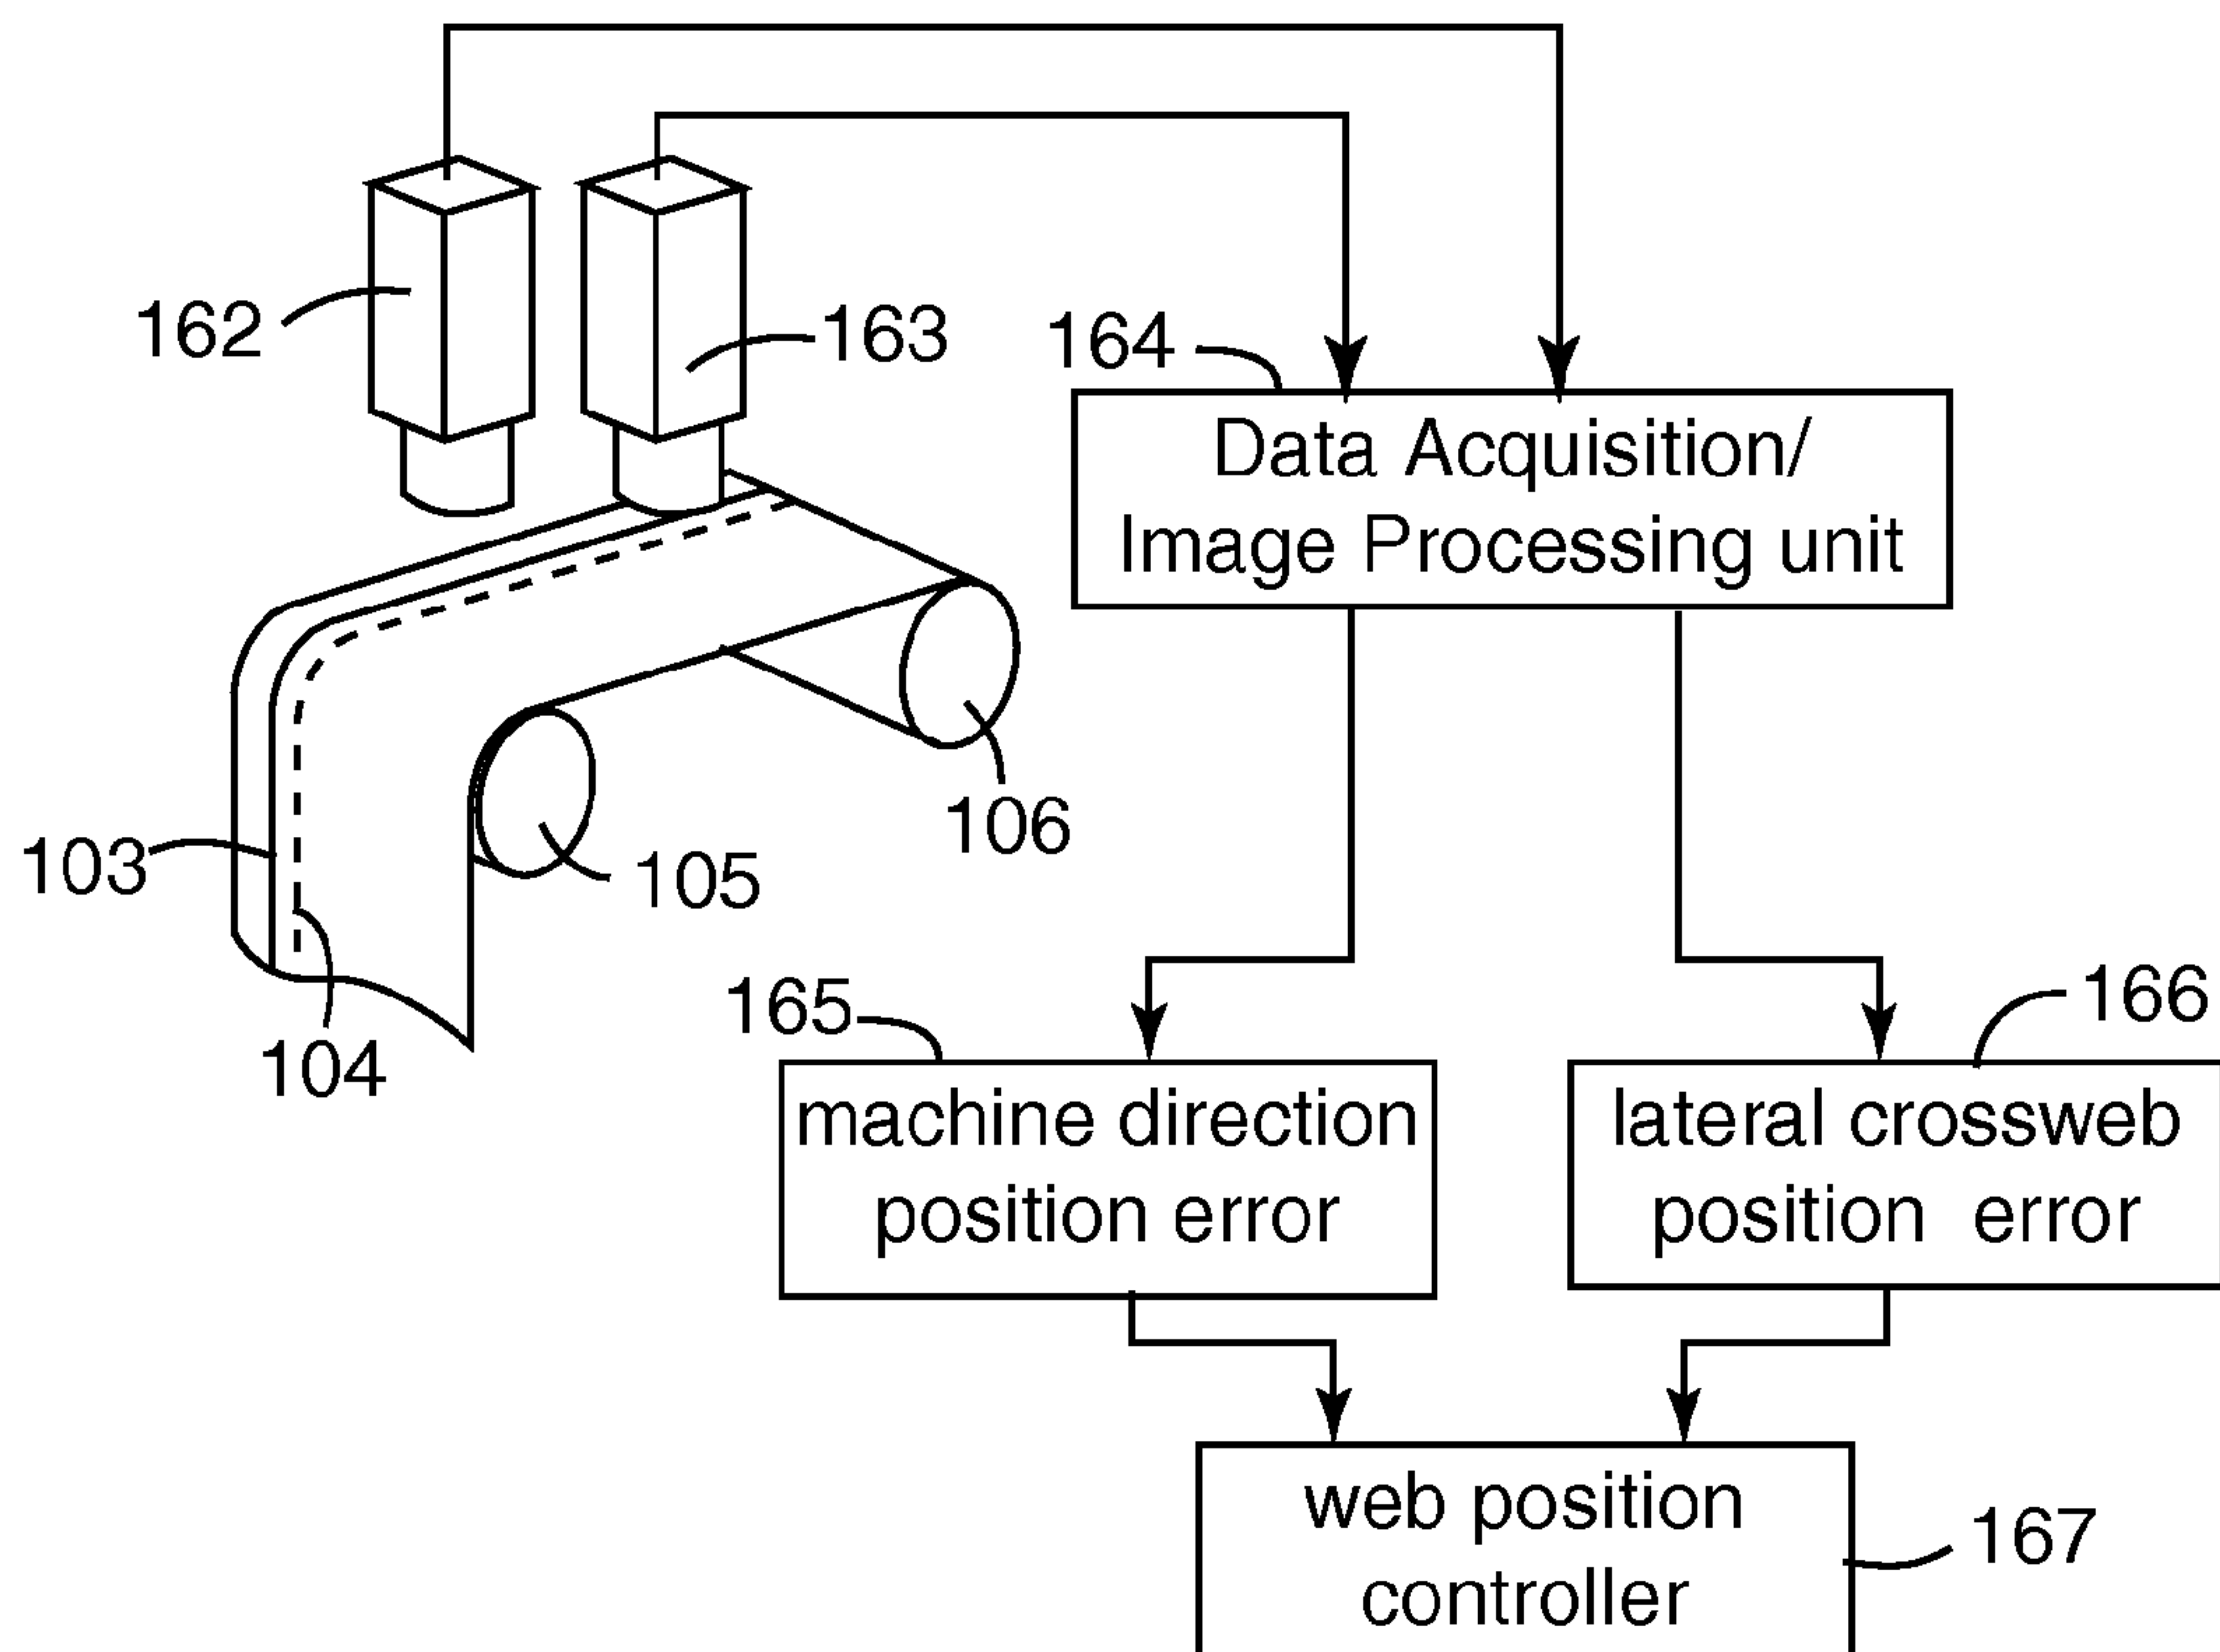 162
163
164
Data Acquisition/
Image Processing unit
103
105
106
104
165
166
machine direction
position error
lateral crossweb
position error
web position
controller
167